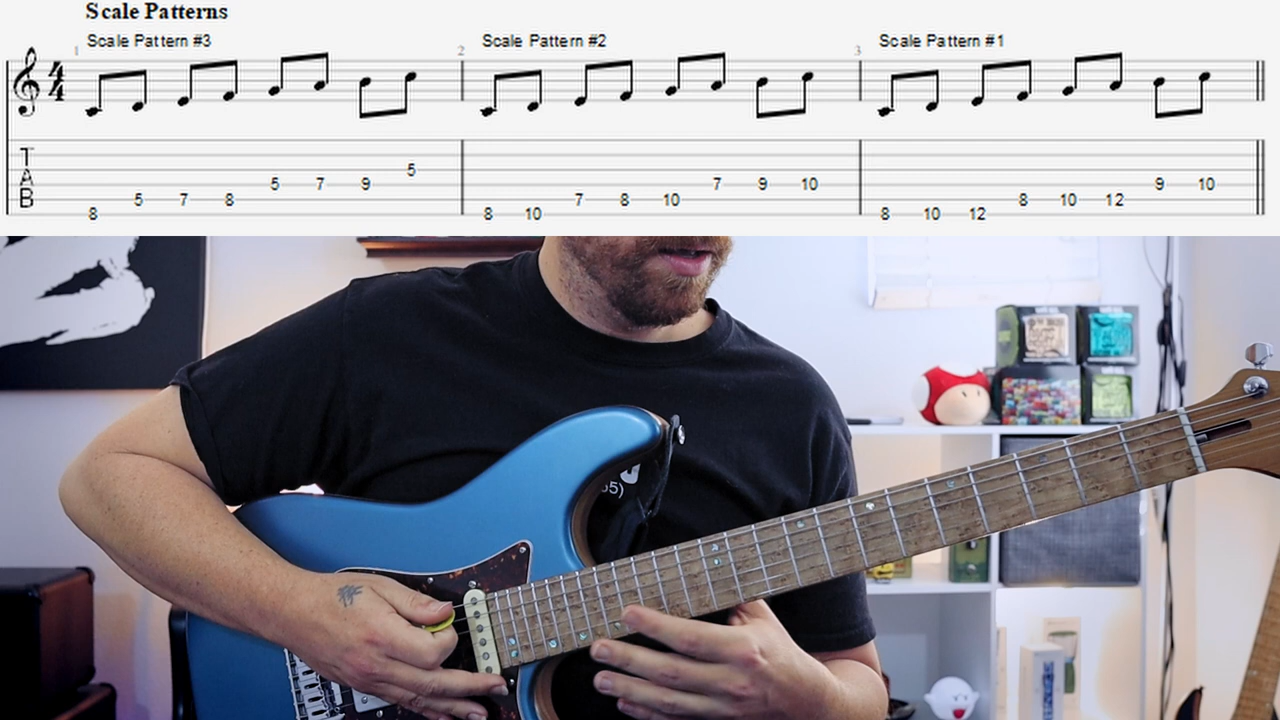 Scale Patterns
Scale Pattern #3
Scale Pattern #2
Scale Pattern #1
1
2
3
4
4
T
A
B
8 5 7 8 5 7 9 5
8 10 7 8 10 7 9 10
8 10 12 8 10 12 9 10